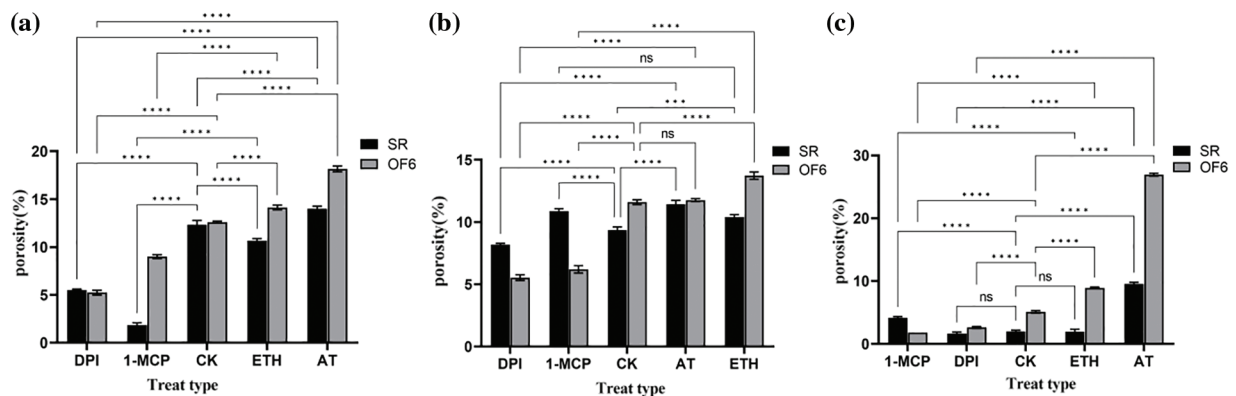 (a)
****
****
****
****
****
****
****
****
****
****
****
SR
OF6
20
15
10
5
0
porosity(%)
DPI 1-MCP CK ETH AT
Treat type
(b)
****
****
ns
****
***
****
****
****
ns
****
****
****
SR
OF6
15
10
5
0
porosity(%)
DPI 1-MCP CK AT ETH
Treat type
(c)
****
****
****
****
****
****
****
****
****
****
ns
ns
SR
OF6
30
20
10
0
porosity(%)
1-MCP DPI CK ETH AT
Treat type